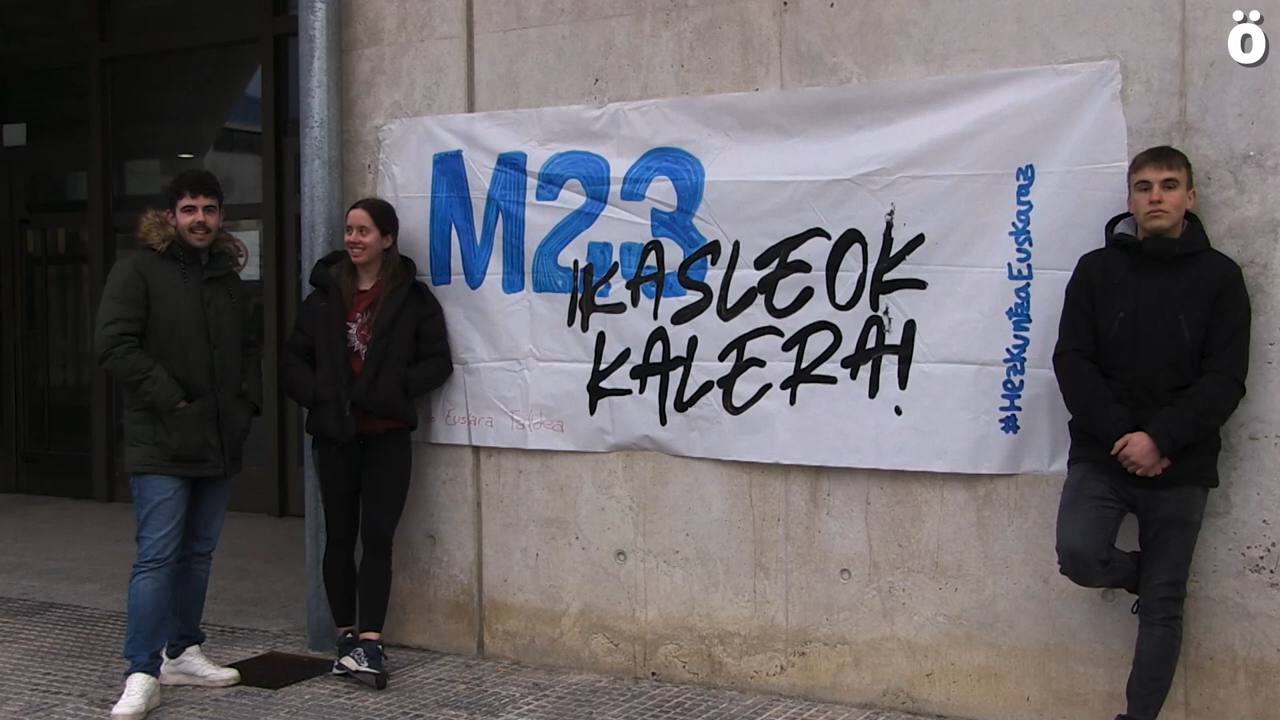 M23
IKASLEOK
KALERA!
#HezkuntzaEuskaraz
Euskara Taldea
ö